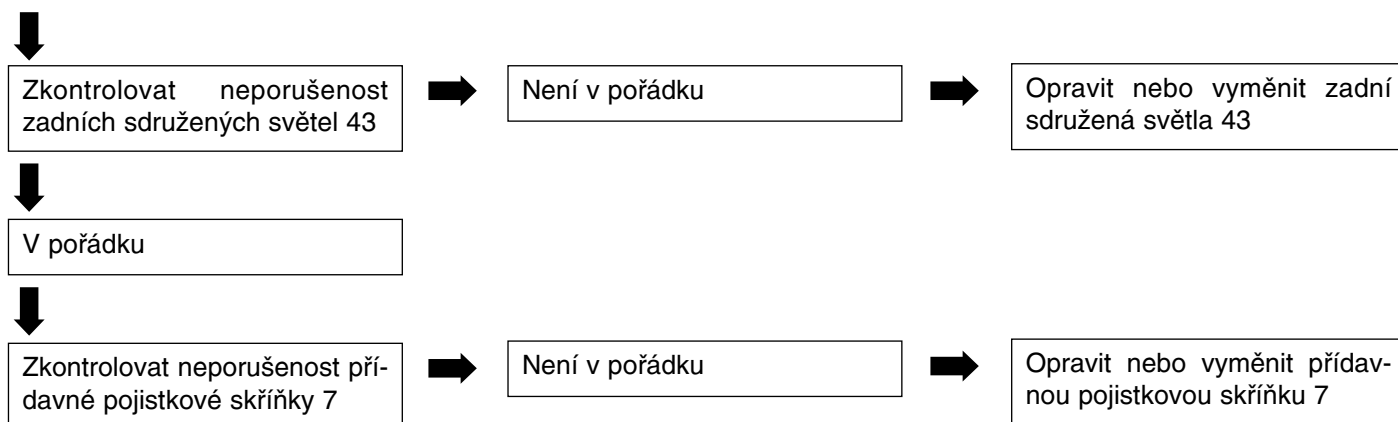 Zkontrolovat neporušenost
zadních sdružených světel 43
Není v pořádku
Opravit nebo vyměnit zadní
sdružená světla 43
V pořádku
Zkontrolovat neporušenost pří-
davné pojistkové skříňky 7
Není v pořádku
Opravit nebo vyměnit přídav-
nou pojistkovou skříňku 7